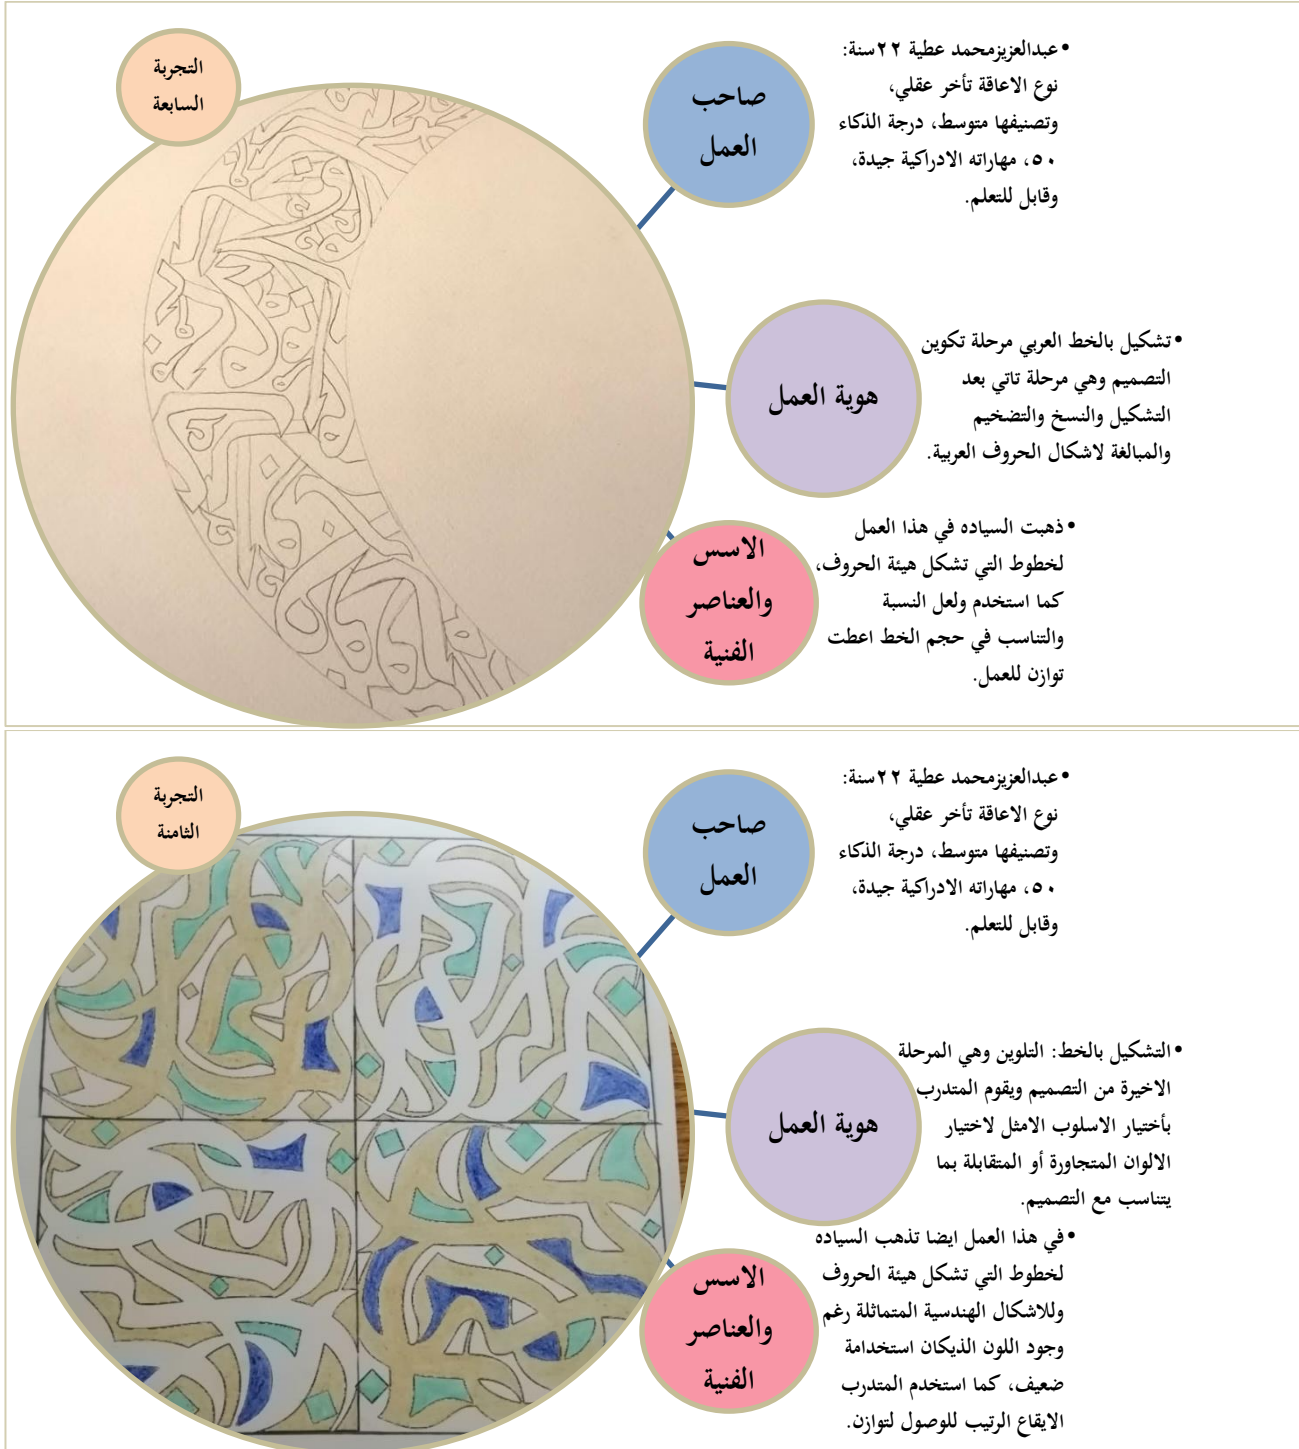 التجربة
السابعة
صاحب
العمل
•عبدالعزيزمحمد عطية ٢٢سنة:
نوع الاعاقة تأخر عقلي،
وتصنيفها متوسط، درجة الذكاء
٥٠، مهاراته الادراكية جيدة،
وقابل للتعلم.
هوية العمل
•تشكيل بالخط العربي مرحلة تكوين
التصميم وهي مرحلة تاتي بعد
التشكيل والنسخ والتضخيم
والمبالغة لاشكال الحروف العربية.
الاسس
والعناصر
الفنية
•ذهبت السياده في هذا العمل
لخطوط التي تشكل هيئة الحروف،
كما استخدم ولعل النسبة
والتناسب في حجم الخط اعطت
توازن للعمل.
التجربة
الثامنة
صاحب
العمل
•عبدالعزيزمحمد عطية ٢٢سنة:
نوع الاعاقة تأخر عقلي،
وتصنيفها متوسط، درجة الذكاء
٥٠، مهاراته الادراكية جيدة،
وقابل للتعلم.
هوية العمل
•التشكيل بالخط: التلوين وهي المرحلة
الاخيرة من التصميم ويقوم المتدرب
بأختيار الاسلوب الامثل لاختيار
الالوان المتجاورة أو المتقابلة بما
يتناسب مع التصميم.
الاسس
والعناصر
الفنية
•في هذا العمل ايضا تذهب السياده
لخطوط التي تشكل هيئة الحروف
وللاشكال الهندسية المتماثلة رغم
وجود اللون الذيكان استخدامة
ضعيف، كما استخدم المتدرب
الايقاع الرتيب للوصول لتوازن.